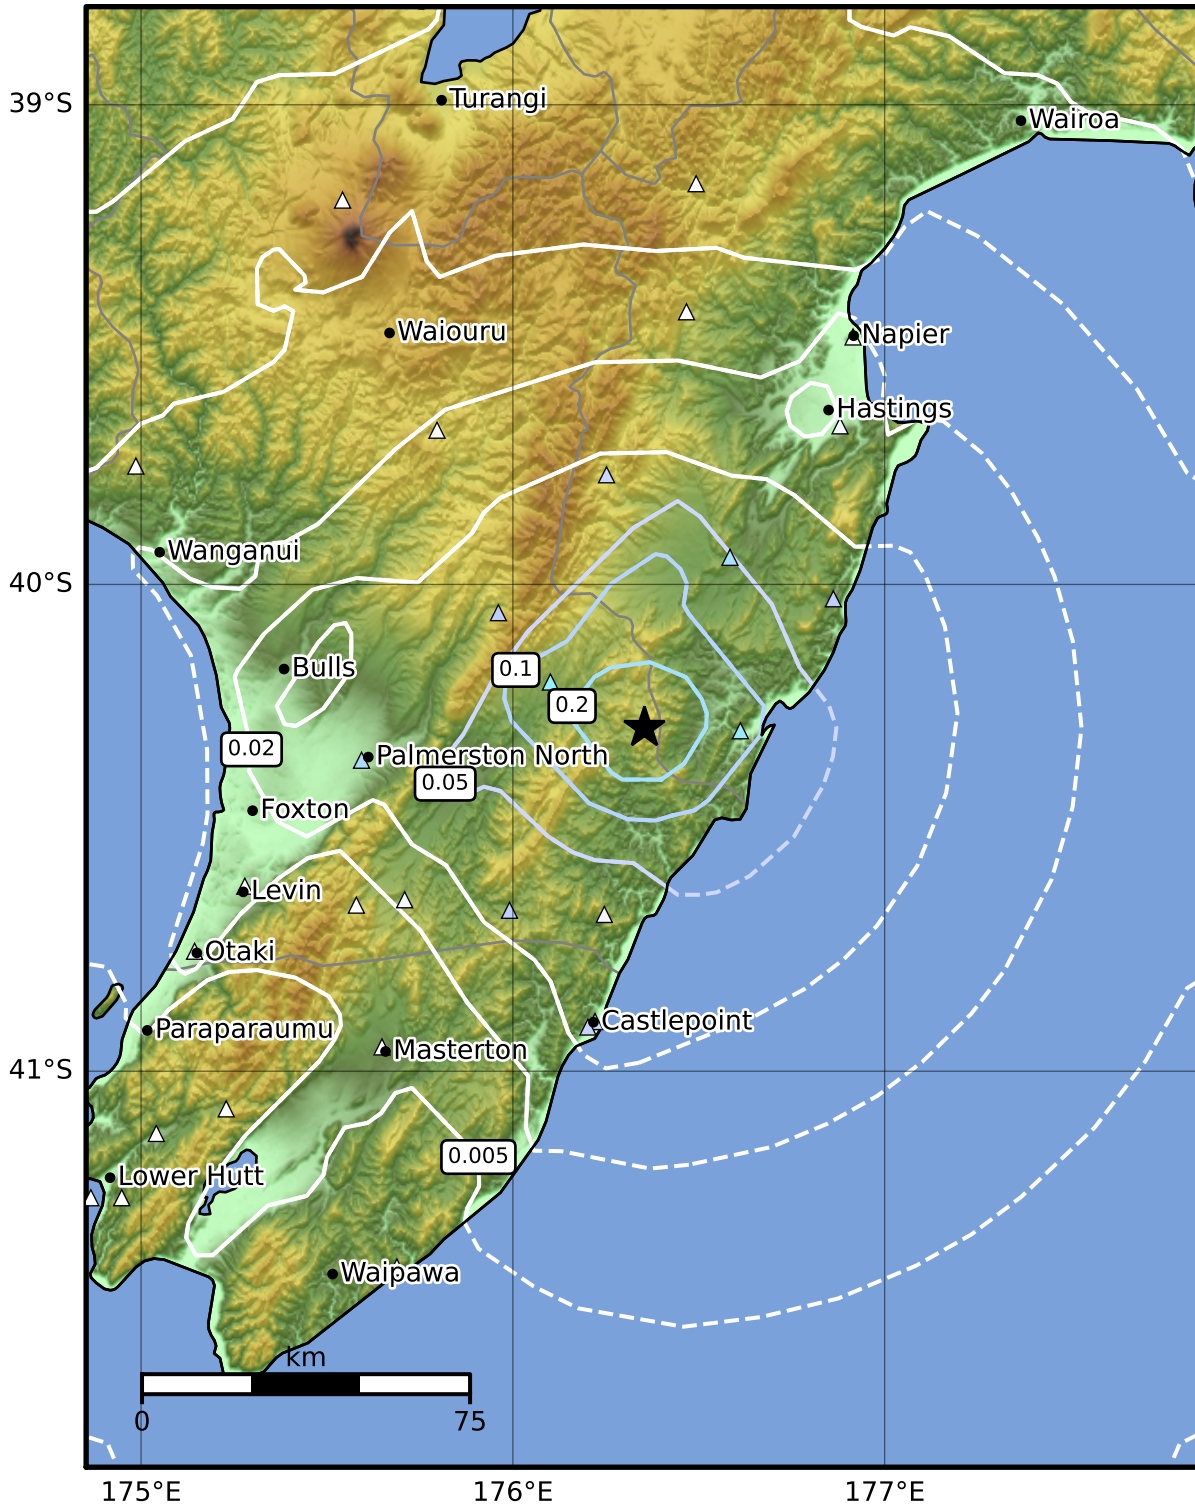 39°S
Turangi
Wairoa
Waiouru
Napier
Hastings
Wanganui
40°S
Bulls
0.1
0.2
0.02
Palmerston North
0.05
Foxton
Levin
Otaki
Castlepoint
Paraparaumu
Masterton
41°S
0.005
Lower Hutt
Waipawa
km
0
75
175°E
176°E
177°E